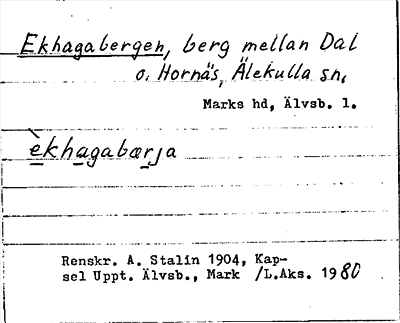 Ekhagabergen, berg mellan Dal
o. Hornäs, Älekulla sn,
Marks hd, Älvsb. l.
èkhagabærja
Renskr. A. Stalin 1904, Kap-
sel Uppt. Älvsb., Mark /L.Aks. 1980